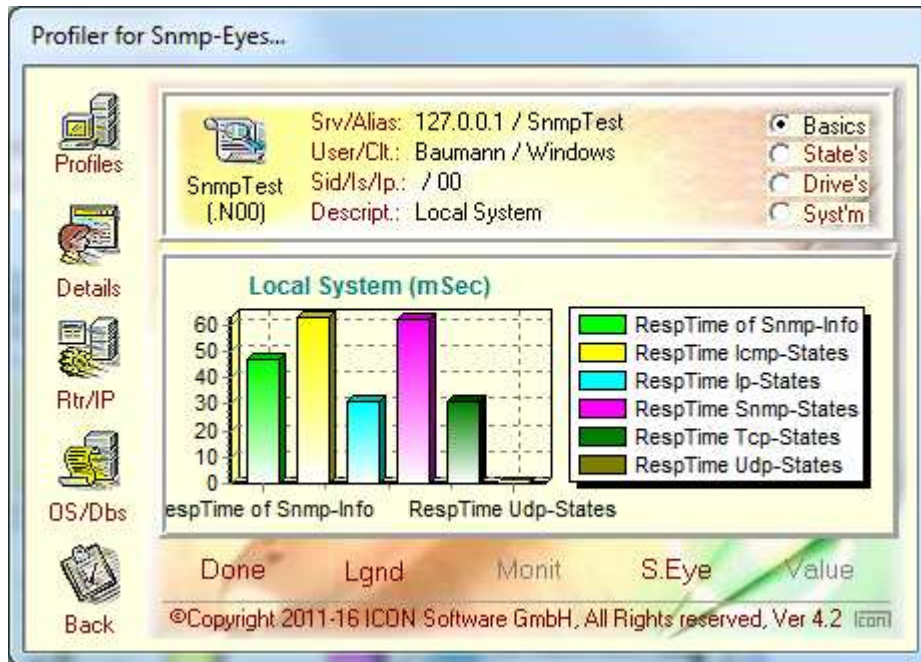 Profiler for Snmp-Eyes...
Profiles
Details
Rtr/IP
OS/Dbs
Back
SnmpTest
(.N00)
Srv/Alias: 127.0.0.1 / SnmpTest
User/Clt.: Baumann / Windows
Sid/Is/Ip.: / 00
Descript.: Local System
Basics
State's
Drive's
Syst'm
Local System (mSec)
60
50
40
30
20
10
0
espTime of Snmp-Info
RespTime Udp-States
RespTime of Snmp-Info
RespTime Icmp-States
RespTime Ip-States
RespTime Snmp-States
RespTime Tcp-States
RespTime Udp-States
Done
Lgnd
Monit
S.Eye
Value
©Copyright 2011-16 ICON Software GmbH, All Rights reserved, Ver 4.2 Icon